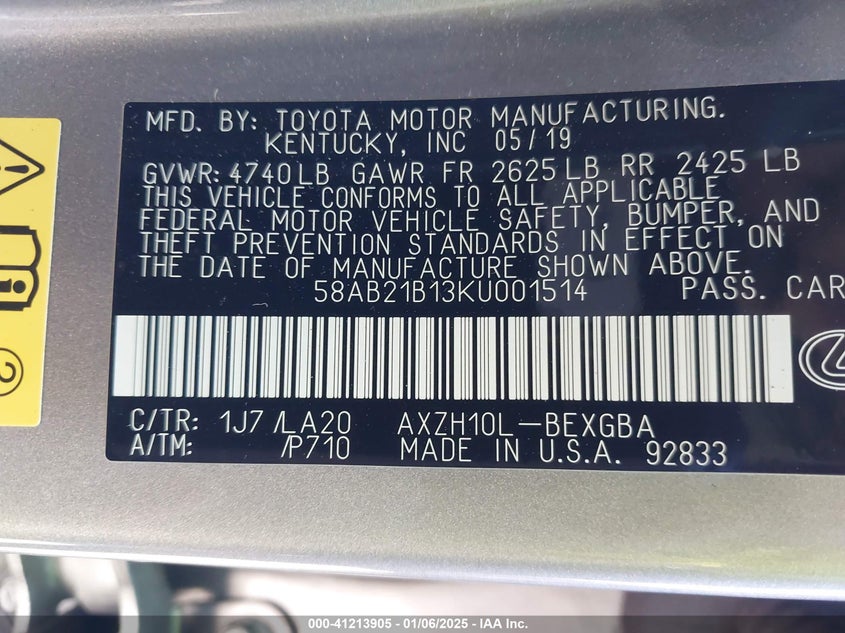 MFD. BY: TOYOTA MOTOR MANUFACTURING.
KENTUCKY, INC 05/19
GVWR: 4740LB GAWR FR 2625LB RR 2425 LB
THIS VEHICLE CONFORMS TO ALL APPLICABLE
FEDERAL MOTOR VEHICLE SAFETY, BUMPER, AND
THEFT PREVENTION STANDARDS IN EFFECT ON
THE DATE OF MANUFACTURE SHOWN ABOVE.
58AB21B13KU001514 PASS. CAR
2
C/TR: 1J7 /LA20 AXZH10L-BEXGBA
A/TM: /P710 MADE IN U.S.A. 92833
000-41213905 - 01/06/2025 - IAA Inc.